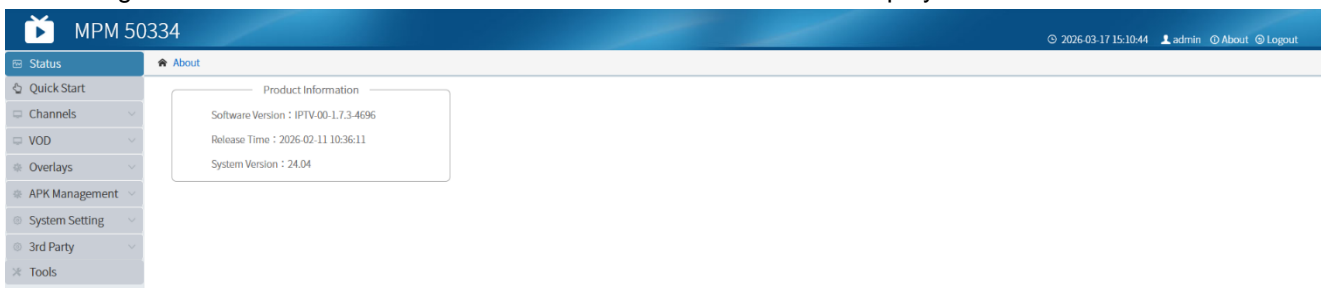 MPM 50334
2026-03-17 15:10:44 admin About Logout
Status
About
Quick Start
Channels
VOD
Overlays
APK Management
System Setting
3rd Party
Tools
Product Information
Software Version：IPTV-00-1.7.3-4696
Release Time：2026-02-11 10:36:11
System Version：24.04